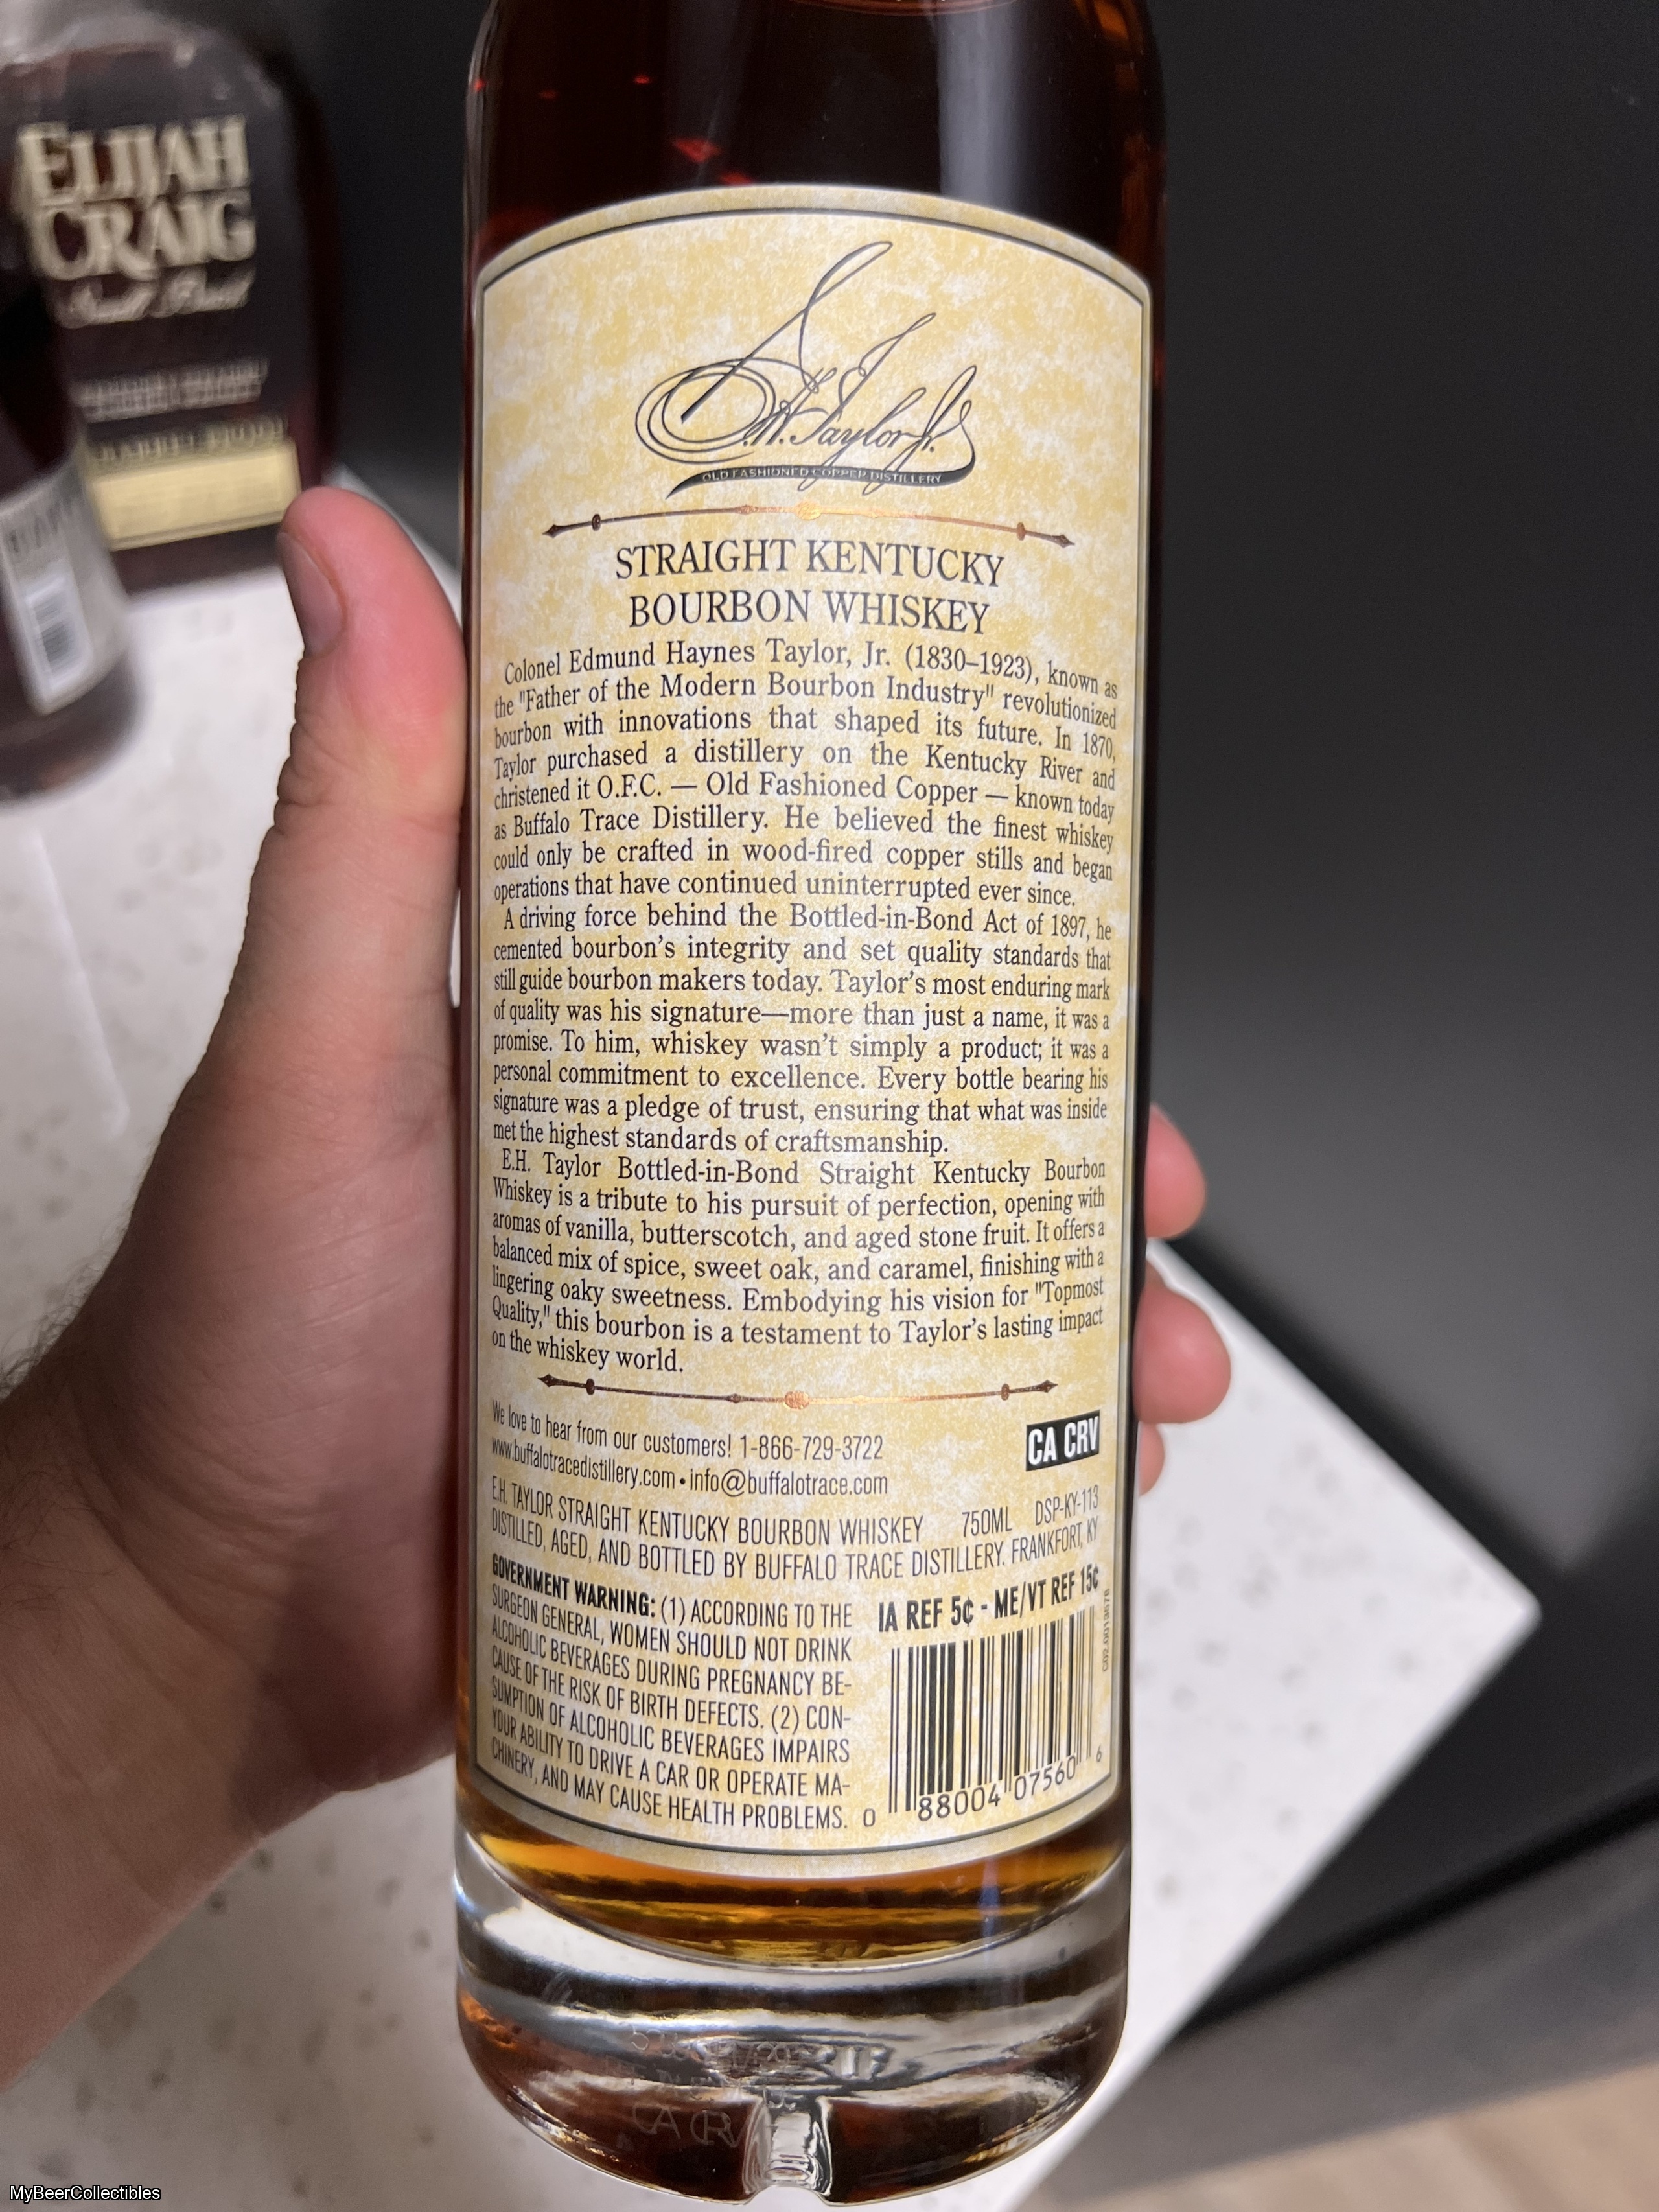 ELIJAH
CRAIG
Small Batch
BARREL PROOF
E.H. Taylor, Jr.
OLD FASHIONED COPPER DISTILLERY
STRAIGHT KENTUCKY
BOURBON WHISKEY
Colonel Edmund Haynes Taylor, Jr. (1830–1923), known as
the "Father of the Modern Bourbon Industry" revolutionized
bourbon with innovations that shaped its future. In 1870,
Taylor purchased a distillery on the Kentucky River and
christened it O.F.C. — Old Fashioned Copper — known today
as Buffalo Trace Distillery. He believed the finest whiskey
could only be crafted in wood-fired copper stills and began
operations that have continued uninterrupted ever since.
A driving force behind the Bottled-in-Bond Act of 1897, he
cemented bourbon's integrity and set quality standards that
still guide bourbon makers today. Taylor's most enduring mark
of quality was his signature—more than just a name, it was a
promise. To him, whiskey wasn't simply a product; it was a
personal commitment to excellence. Every bottle bearing his
signature was a pledge of trust, ensuring that what was inside
met the highest standards of craftsmanship.
E.H. Taylor Bottled-in-Bond Straight Kentucky Bourbon
Whiskey is a tribute to his pursuit of perfection, opening with
aromas of vanilla, butterscotch, and aged stone fruit. It offers a
balanced mix of spice, sweet oak, and caramel, finishing with a
lingering oaky sweetness. Embodying his vision for "Topmost
Quality," this bourbon is a testament to Taylor's lasting impact
on the whiskey world.
We love to hear from our customers! 1-866-729-3722
www.buffalotracedistillery.com • info@buffalotrace.com
CA CRV
E.H. TAYLOR STRAIGHT KENTUCKY BOURBON WHISKEY 750ML DSP-KY-113
DISTILLED, AGED, AND BOTTLED BY BUFFALO TRACE DISTILLERY. FRANKFORT, KY
GOVERNMENT WARNING: (1) ACCORDING TO THE
SURGEON GENERAL, WOMEN SHOULD NOT DRINK
ALCOHOLIC BEVERAGES DURING PREGNANCY BE-
CAUSE OF THE RISK OF BIRTH DEFECTS. (2) CON-
SUMPTION OF ALCOHOLIC BEVERAGES IMPAIRS
YOUR ABILITY TO DRIVE A CAR OR OPERATE MA-
CHINERY, AND MAY CAUSE HEALTH PROBLEMS.
IA REF 5¢ - ME/VT REF 15¢
0 88004 07560 6
CA CRV
MyBeerCollectibles